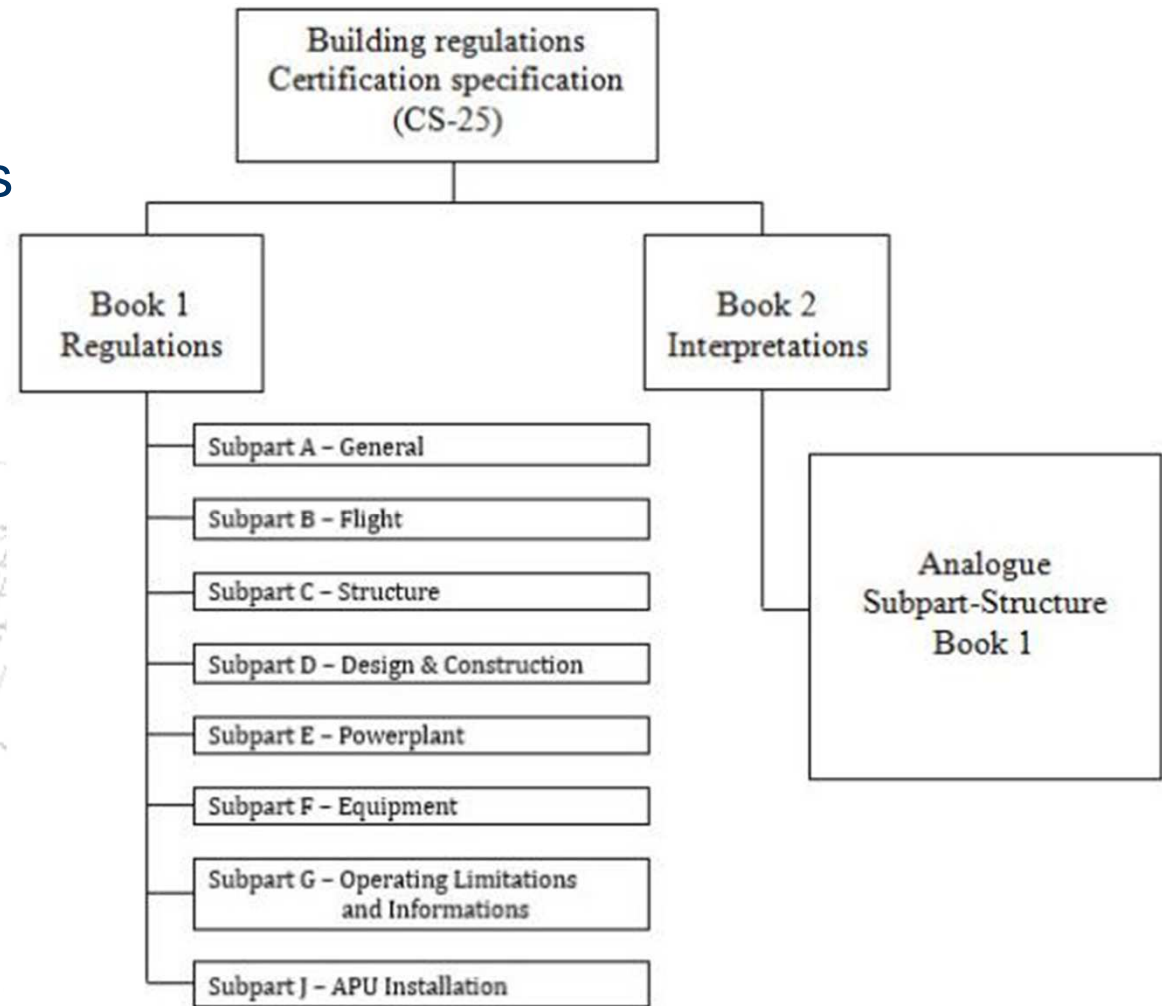 Building regulations
Certification specification
(CS-25)
s
Book 1
Regulations
Book 2
Interpretations
Subpart A – General
Subpart B – Flight
Subpart C – Structure
Subpart D – Design & Construction
Subpart E – Powerplant
Subpart F – Equipment
Subpart G – Operating Limitations
and Informations
Subpart J – APU Installation
Analogue
Subpart-Structure
Book 1